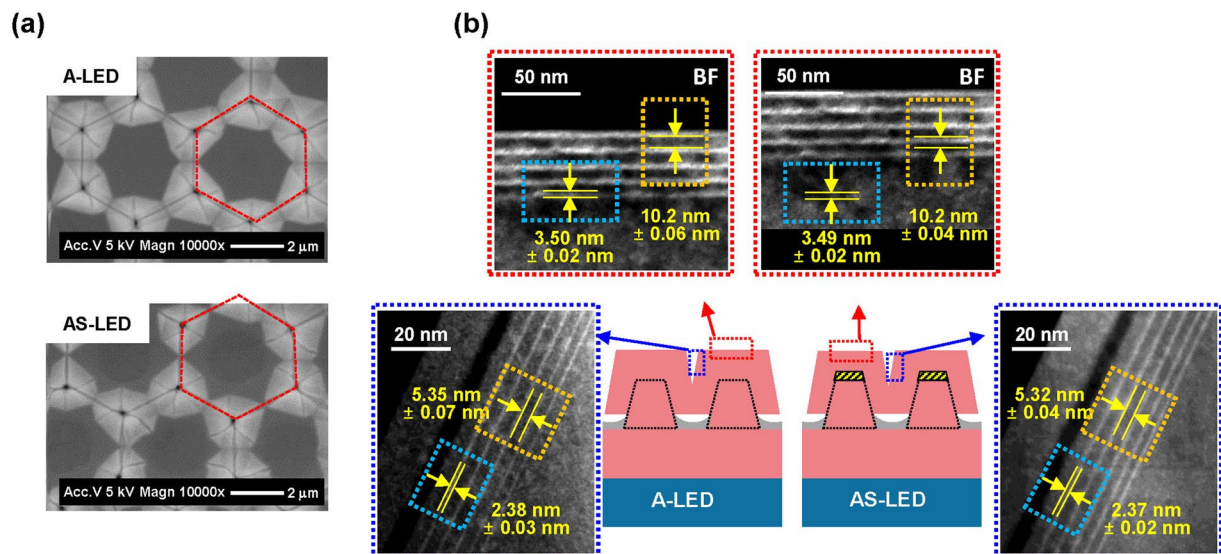 (a)
A-LED
Acc.V 5 kV Magn 10000x 2 μm
AS-LED
Acc.V 5 kV Magn 10000x 2 μm
(b)
50 nm
BF
3.50 nm
± 0.02 nm
10.2 nm
± 0.06 nm
50 nm
BF
3.49 nm
± 0.02 nm
10.2 nm
± 0.04 nm
20 nm
5.35 nm
± 0.07 nm
2.38 nm
± 0.03 nm
A-LED
AS-LED
20 nm
5.32 nm
± 0.04 nm
2.37 nm
± 0.02 nm